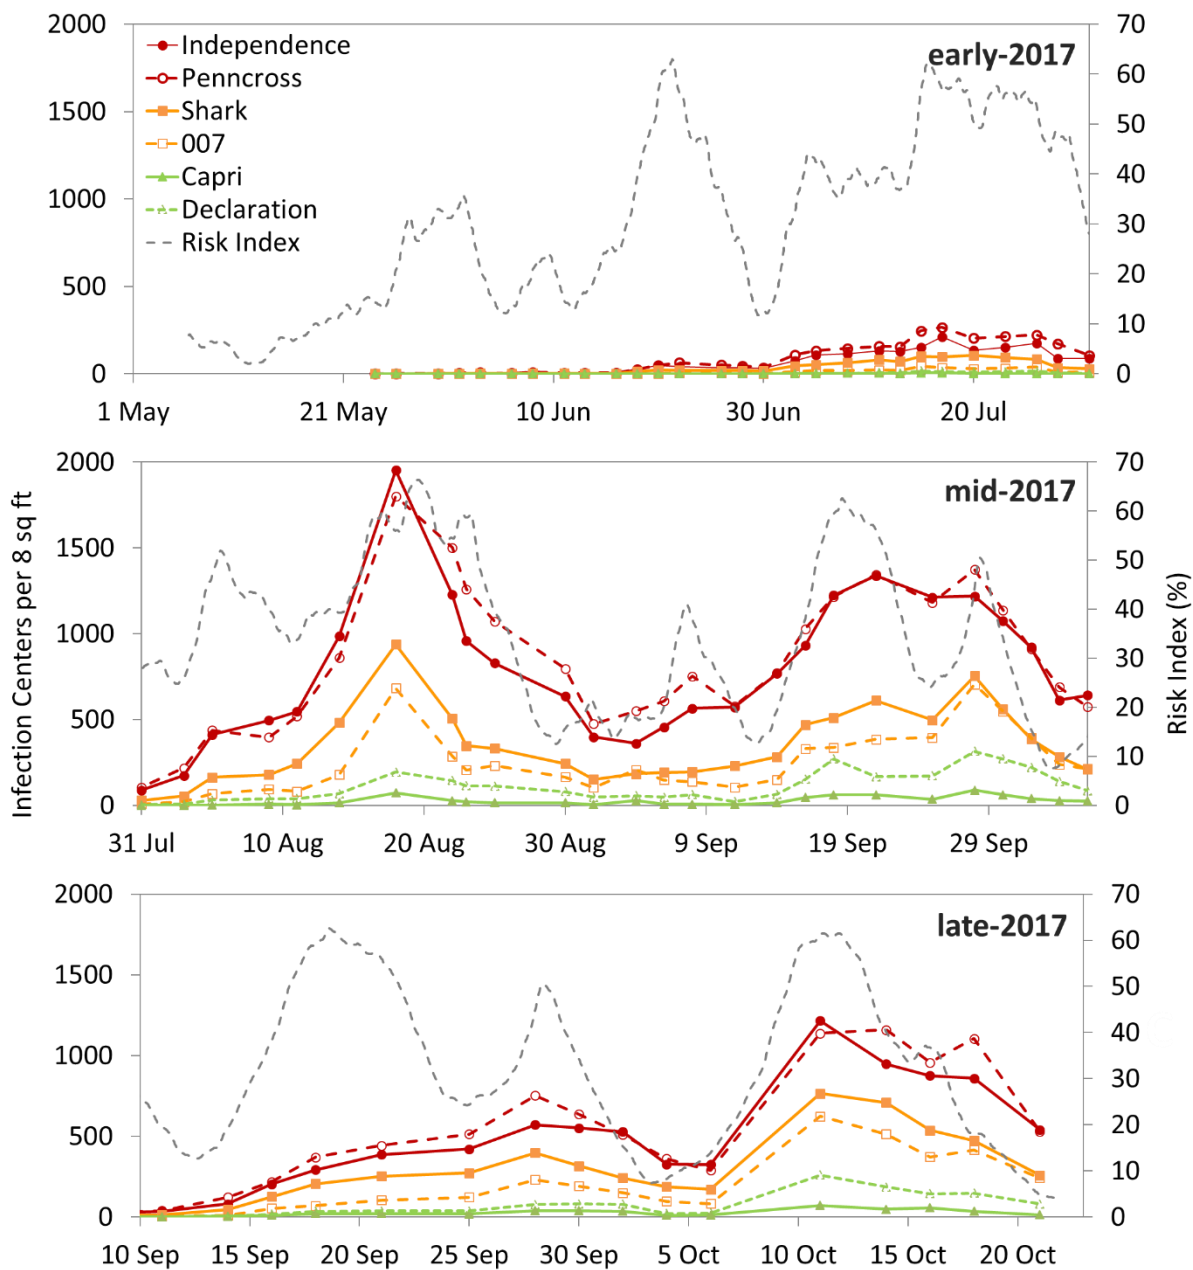 2000
1500
1000
500
0
Independence
Penncross
Shark
007
Capri
Declaration
Risk Index
early-2017
70
60
50
40
30
20
10
0
1 May 21 May 10 Jun 30 Jun 20 Jul
Infection Centers per 8 sq ft
2000
1500
1000
500
0
mid-2017
70
60
50
40
30
20
10
0
Risk Index (%)
31 Jul 10 Aug 20 Aug 30 Aug 9 Sep 19 Sep 29 Sep
2000
1500
1000
500
0
late-2017
70
60
50
40
30
20
10
0
10 Sep 15 Sep 20 Sep 25 Sep 30 Sep 5 Oct 10 Oct 15 Oct 20 Oct